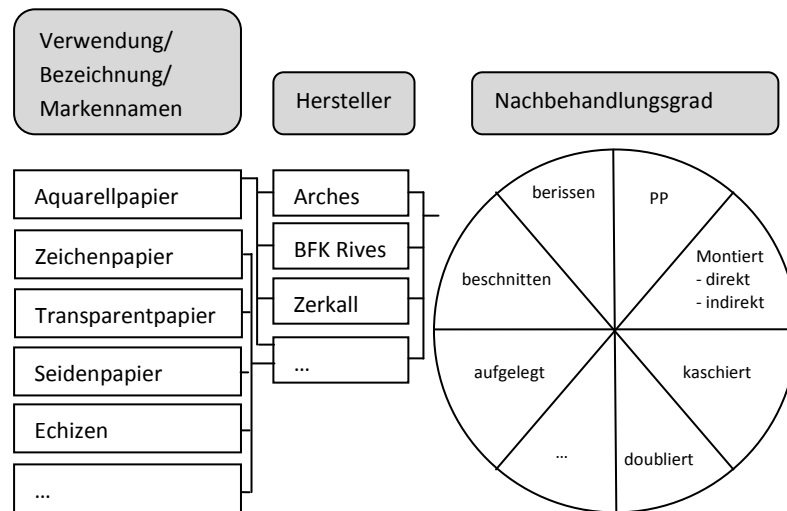 Verwendung/
Bezeichnung/
Markennamen
Hersteller
Nachbehandlungsgrad
Aquarellpapier
Zeichenpapier
Transparentpapier
Seidenpapier
Echizen
...
Arches
BFK Rives
Zerkall
...
berissen
PP
Montiert
- direkt
- indirekt
kaschiert
doubliert
...
aufgelegt
beschnitten